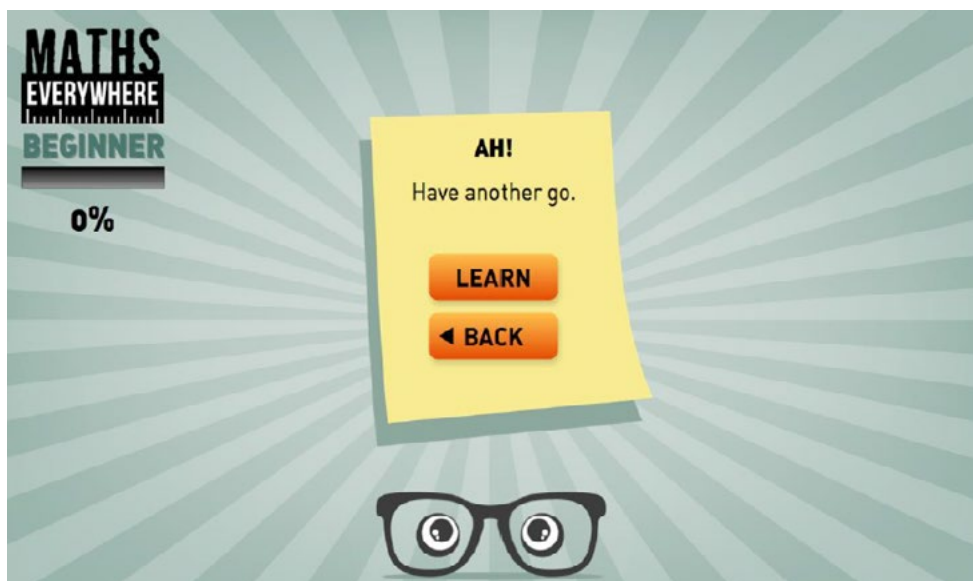 MATHS
EVERYWHERE
BEGINNER
0%
AH!
Have another go.
LEARN
BACK